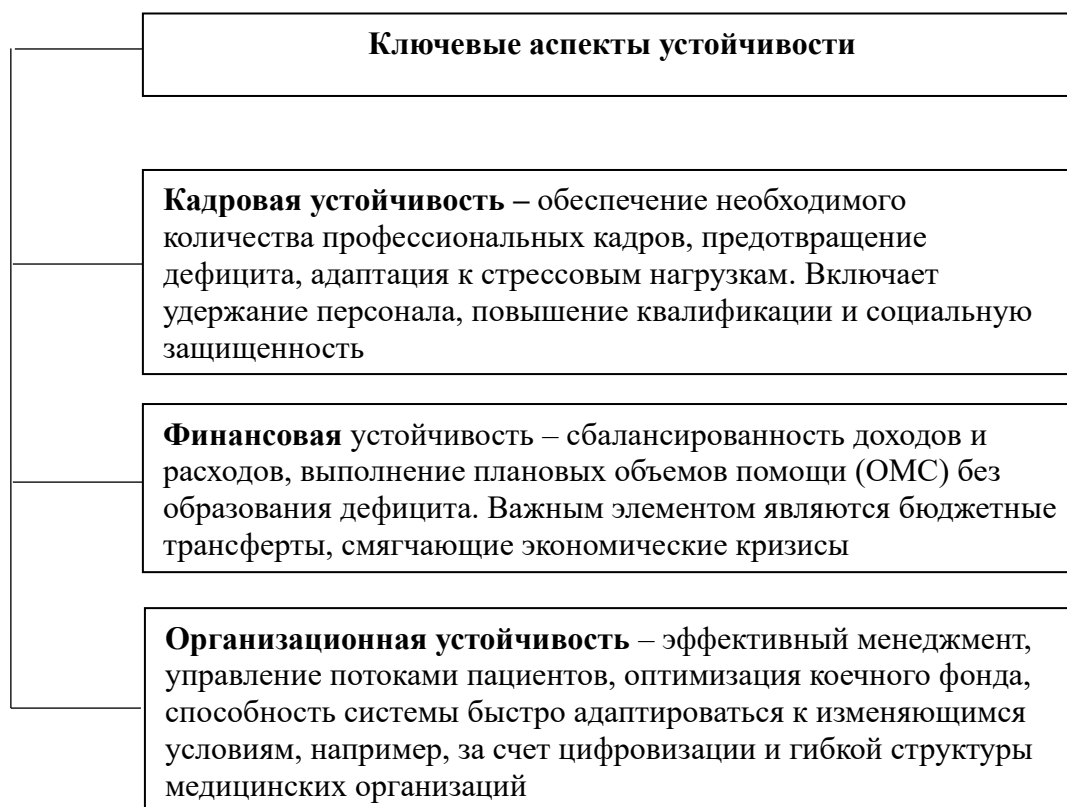 Ключевые аспекты устойчивости
Кадровая устойчивость – обеспечение необходимого
количества профессиональных кадров, предотвращение
дефицита, адаптация к стрессовым нагрузкам. Включает
удержание персонала, повышение квалификации и социальную
защищенность
Финансовая устойчивость – сбалансированность доходов и
расходов, выполнение плановых объемов помощи (ОМС) без
образования дефицита. Важным элементом являются бюджетные
трансферты, смягчающие экономические кризисы
Организационная устойчивость – эффективный менеджмент,
управление потоками пациентов, оптимизация коечного фонда,
способность системы быстро адаптироваться к изменяющимся
условиям, например, за счет цифровизации и гибкой структуры
медицинских организаций